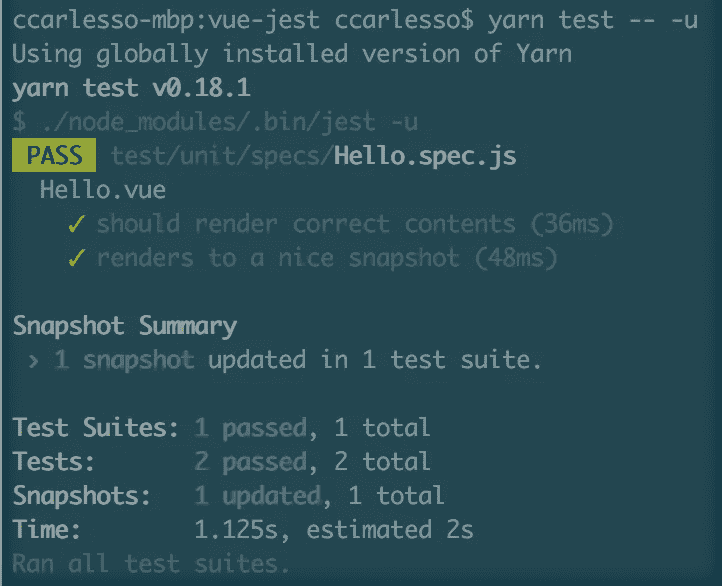 ccarlesso-mbp:vue-jest ccarlesso$ yarn test -- -u
Using globally installed version of Yarn
yarn test v0.18.1
$ ./node_modules/.bin/jest -u
PASS test/unit/specs/Hello.spec.js
Hello.vue
✓ should render correct contents (36ms)
✓ renders to a nice snapshot (48ms)
Snapshot Summary
› 1 snapshot updated in 1 test suite.
Test Suites: 1 passed, 1 total
Tests: 2 passed, 2 total
Snapshots: 1 updated, 1 total
Time: 1.125s, estimated 2s
Ran all test suites.